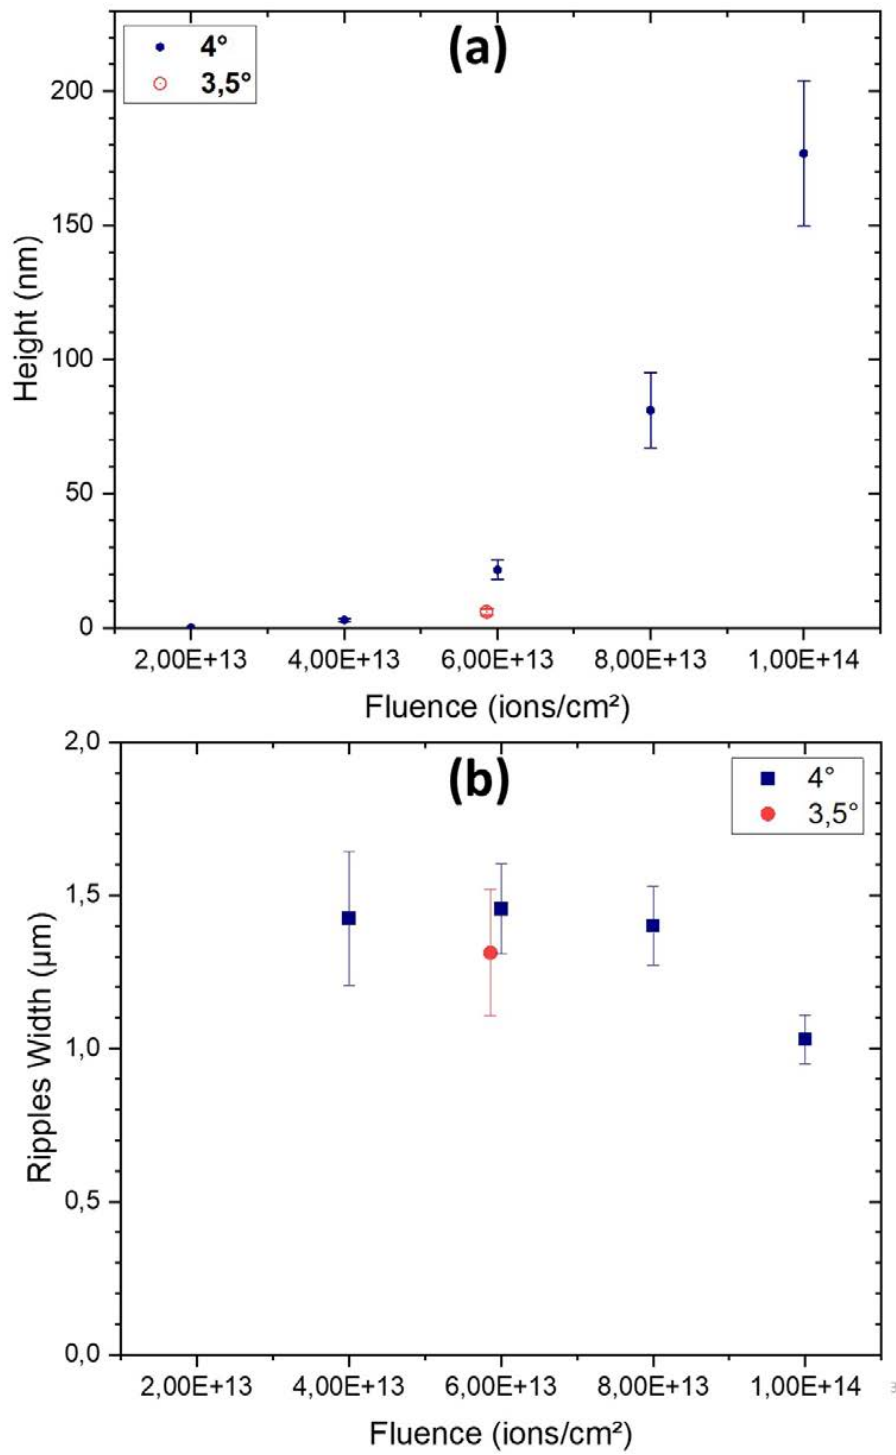 (a)
4°
3,5°
200
150
100
50
0
Height (nm)
2,00E+13 4,00E+13 6,00E+13 8,00E+13 1,00E+14
Fluence (ions/cm²)
(b)
4°
3,5°
2,0
1,5
1,0
0,5
0,0
Ripples Width (µm)
2,00E+13 4,00E+13 6,00E+13 8,00E+13 1,00E+14
Fluence (ions/cm²)